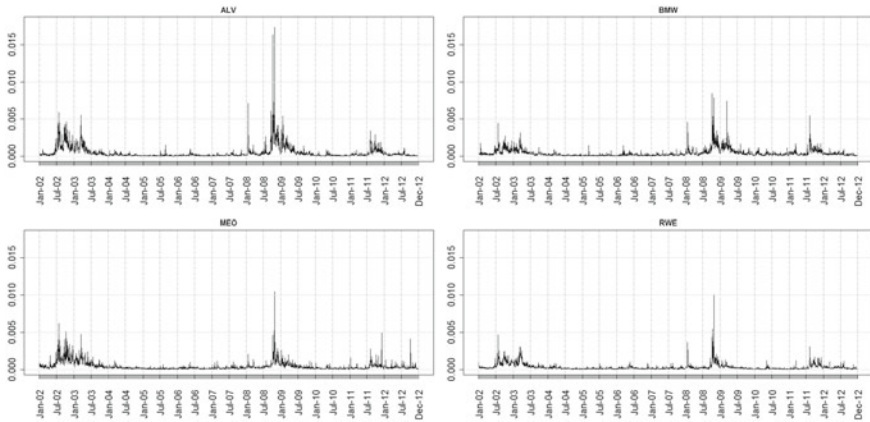 ALV
0.015
0.010
0.005
0.000
Jan-02
Jul-02
Jan-03
Jul-03
Jan-04
Jul-04
Jan-05
Jul-05
Jan-06
Jul-06
Jan-07
Jul-07
Jan-08
Jul-08
Jan-09
Jul-09
Jan-10
Jul-10
Jan-11
Jul-11
Jan-12
Jul-12
Dec-12
BMW
0.015
0.010
0.005
0.000
Jan-02
Jul-02
Jan-03
Jul-03
Jan-04
Jul-04
Jan-05
Jul-05
Jan-06
Jul-06
Jan-07
Jul-07
Jan-08
Jul-08
Jan-09
Jul-09
Jan-10
Jul-10
Jan-11
Jul-11
Jan-12
Jul-12
Dec-12
MEO
0.015
0.010
0.005
0.000
Jan-02
Jul-02
Jan-03
Jul-03
Jan-04
Jul-04
Jan-05
Jul-05
Jan-06
Jul-06
Jan-07
Jul-07
Jan-08
Jul-08
Jan-09
Jul-09
Jan-10
Jul-10
Jan-11
Jul-11
Jan-12
Jul-12
Dec-12
RWE
0.015
0.010
0.005
0.000
Jan-02
Jul-02
Jan-03
Jul-03
Jan-04
Jul-04
Jan-05
Jul-05
Jan-06
Jul-06
Jan-07
Jul-07
Jan-08
Jul-08
Jan-09
Jul-09
Jan-10
Jul-10
Jan-11
Jul-11
Jan-12
Jul-12
Dec-12